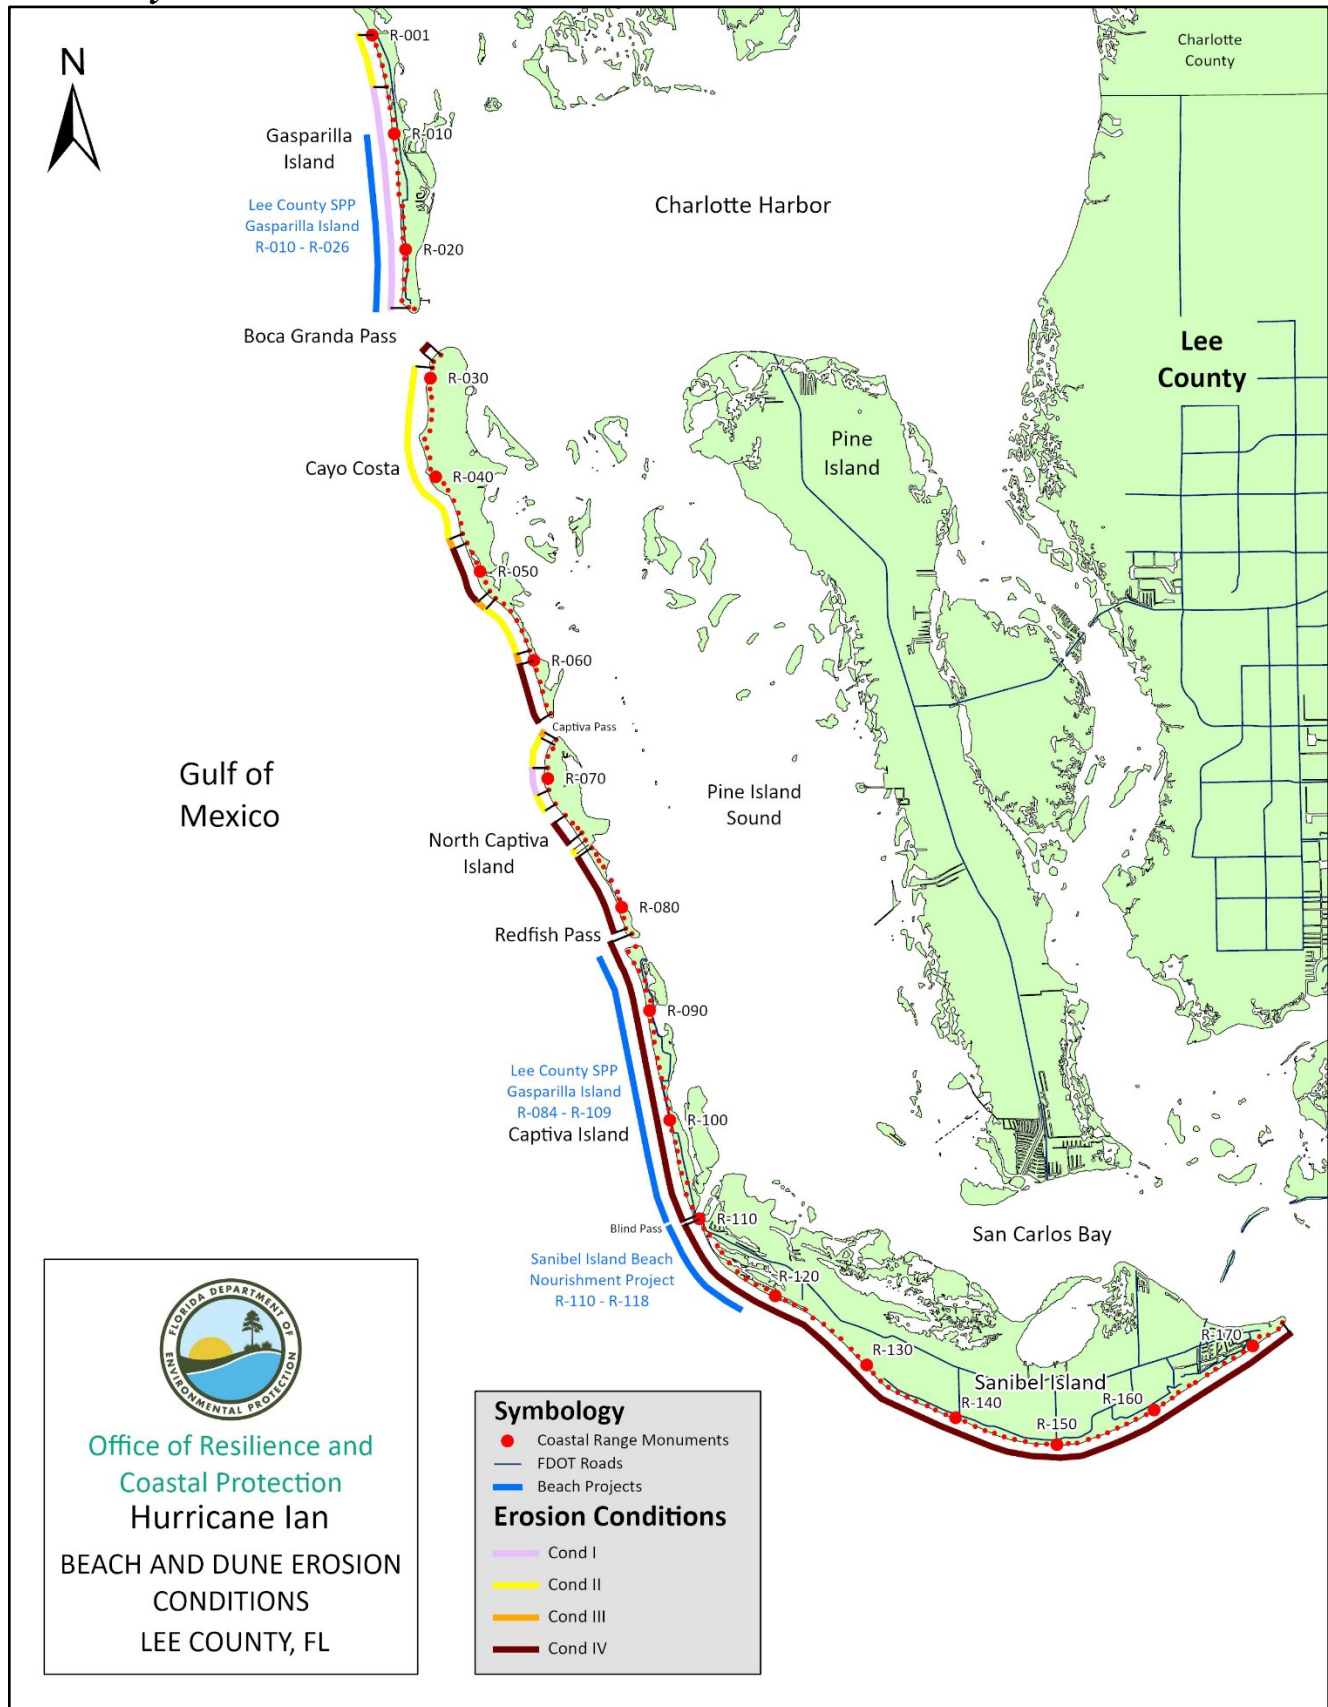 R-001
Charlotte
County
N
Gasparilla
Island
R-010
Lee County SPP
Gasparilla Island
R-010 - R-026
Charlotte Harbor
R-020
Boca Granda Pass
Lee
County
R-030
Pine
Island
Cayo Costa
R-040
R-050
R-060
Captiva Pass
R-070
Gulf of
Mexico
Pine Island
Sound
North Captiva
Island
R-080
Redfish Pass
R-090
Lee County SPP
Gasparilla Island
R-084 - R-109
Captiva Island
R-100
R-110
Blind Pass
San Carlos Bay
Sanibel Island Beach
Nourishment Project
R-110 - R-118
R-120
R-130
R-170
Sanibel Island
R-140
R-160
R-150
FLORIDA DEPARTMENT OF
ENVIRONMENTAL PROTECTION
Office of Resilience and
Coastal Protection
Hurricane Ian
BEACH AND DUNE EROSION
CONDITIONS
LEE COUNTY, FL
Symbology
Coastal Range Monuments
FDOT Roads
Beach Projects
Erosion Conditions
Cond I
Cond II
Cond III
Cond IV